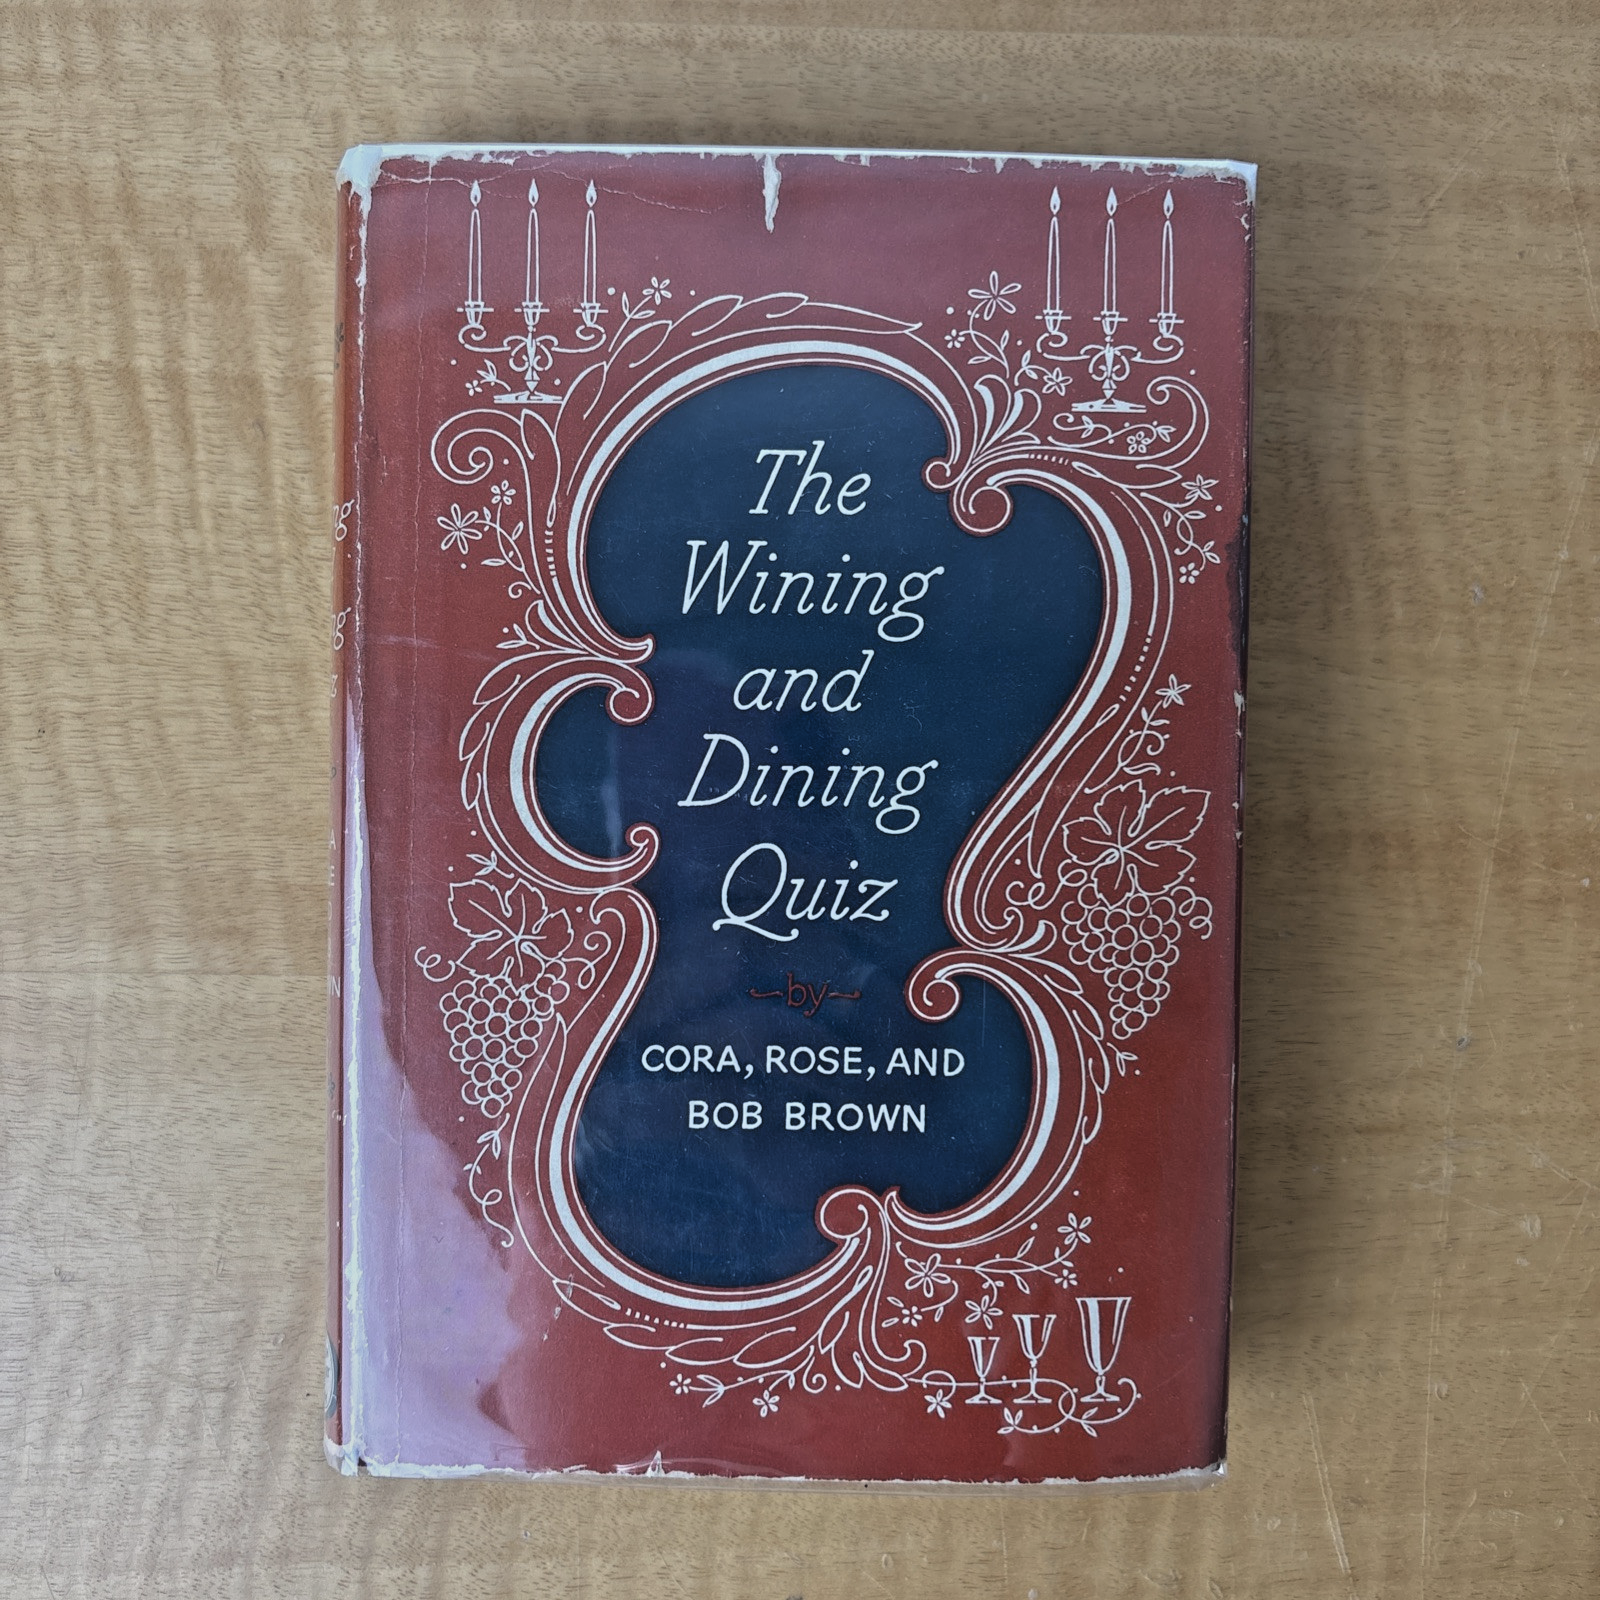 The
Wining
and
Dining
Quiz
by
CORA, ROSE, AND
BOB BROWN